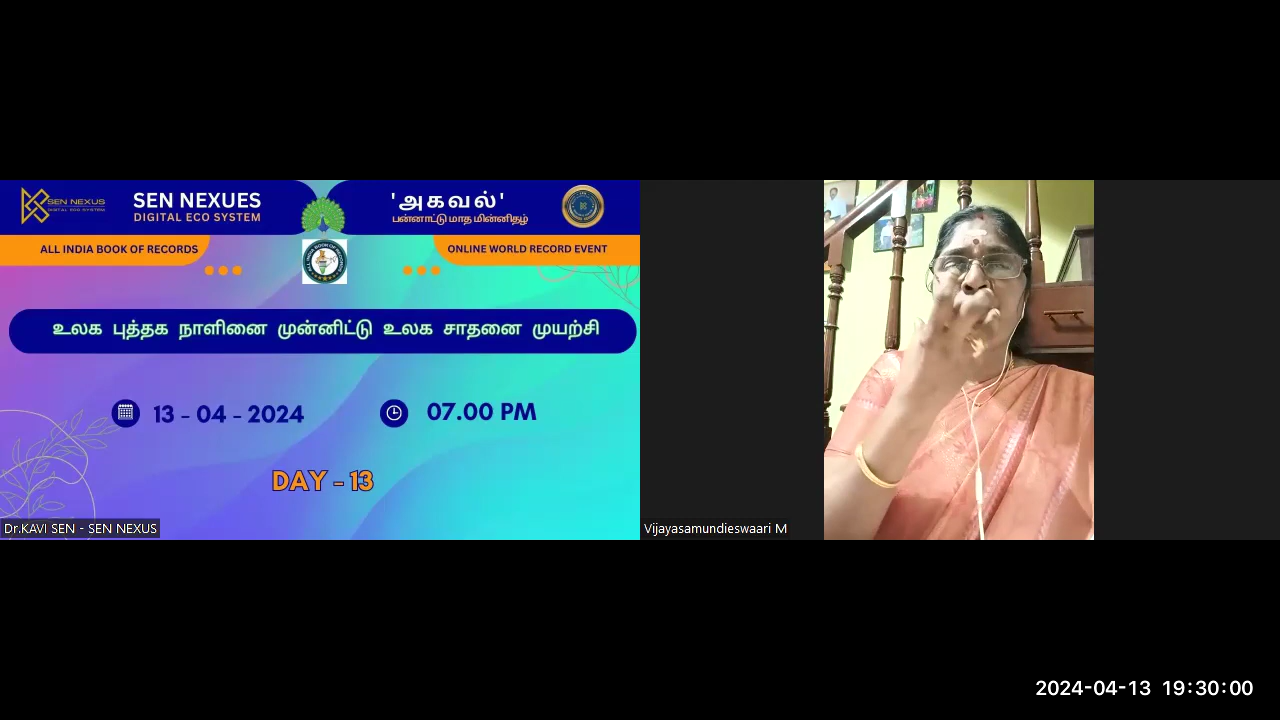 SEN NEXUS
DIGITAL ECO SYSTEM
SEN NEXUES
DIGITAL ECO SYSTEM
'அகவல்'
பன்னாட்டு மாத மின்னிதழ்
ALL INDIA BOOK OF RECORDS
ONLINE WORLD RECORD EVENT
உலக புத்தக நாளினை முன்னிட்டு உலக சாதனை முயற்சி
13 - 04 - 2024
07.00 PM
DAY - 13
Dr.KAVI SEN - SEN NEXUS
Vijayasamundieswaari M
2024-04-13 19:30:00